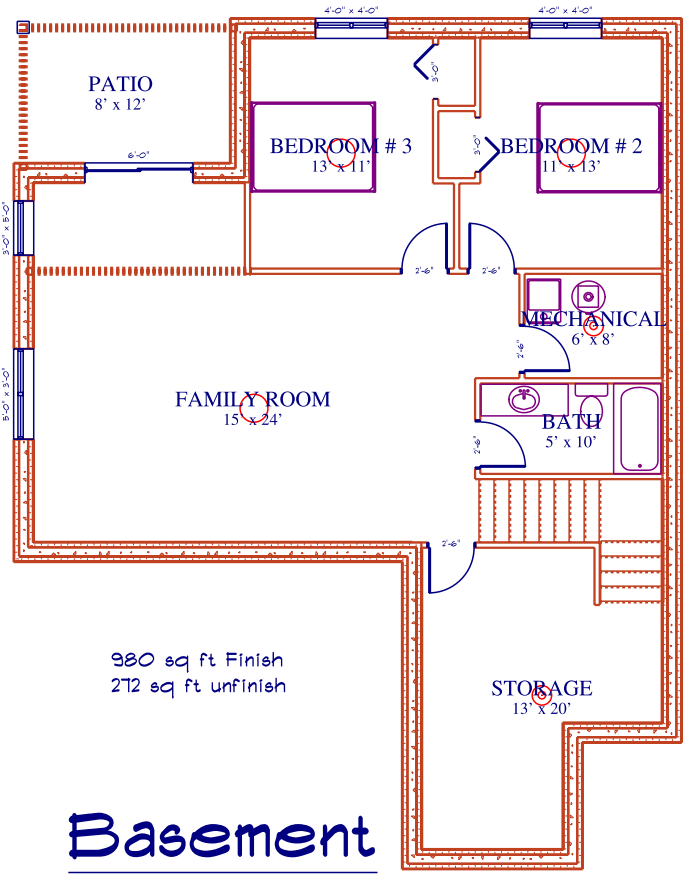 4'-0" x 4'-0"
4'-0" x 4'-0"
PATIO
8' x 12'
3'-0"
6'-0"
BEDROOM # 3
13' x 11'
3'-0"
BEDROOM # 2
11' x 13'
3'-0" x 5'-0"
2'-6"
2'-6"
MECHANICAL
6' x 8'
2'-6"
5'-0" x 3'-0"
FAMILY ROOM
15' x 24'
BATH
5' x 10'
2'-6"
2'-6"
980 sq ft Finish
272 sq ft unfinish
STORAGE
13' x 20'
Basement